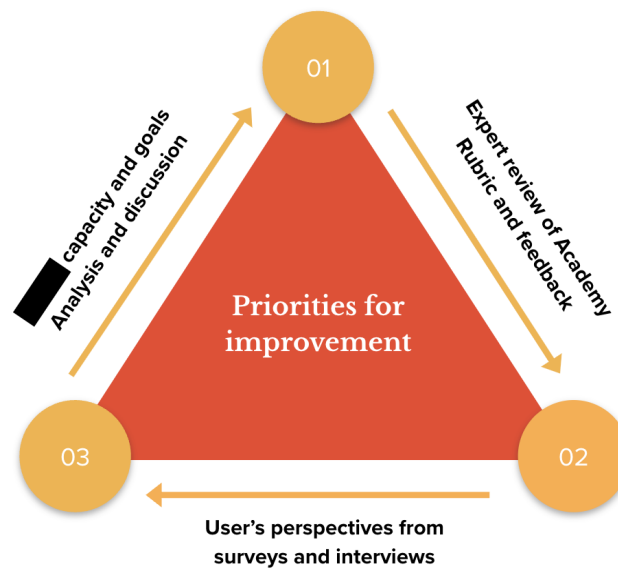 01
Expert review of Academy
Rubric and feedback
02
User's perspectives from
surveys and interviews
03
capacity and goals
Analysis and discussion
Priorities for
improvement